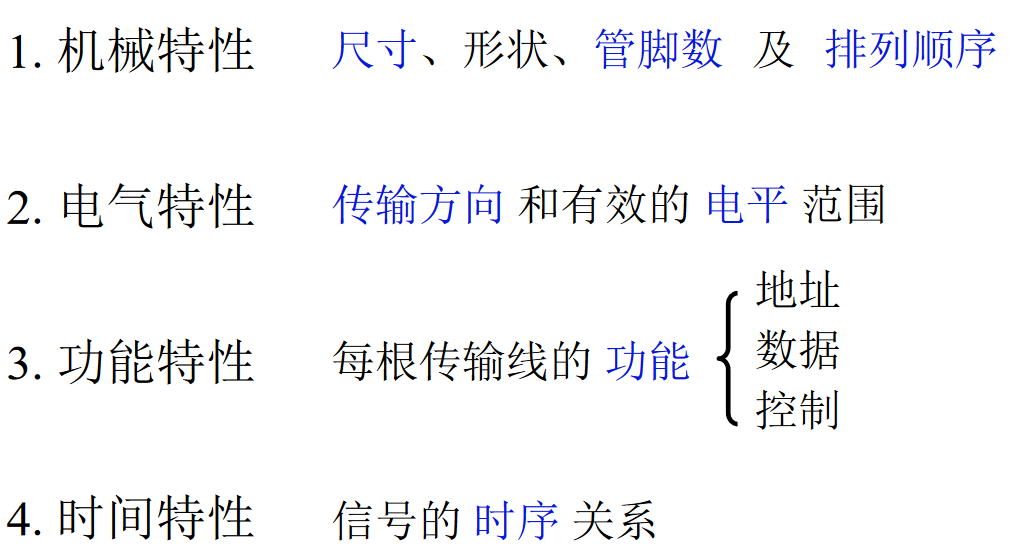 1. 机械特性 尺寸、形状、管脚数 及 排列顺序
2. 电气特性 传输方向 和有效的 电平 范围
3. 功能特性 每根传输线的 功能 { 地址
数据
控制
4. 时间特性 信号的 时序 关系